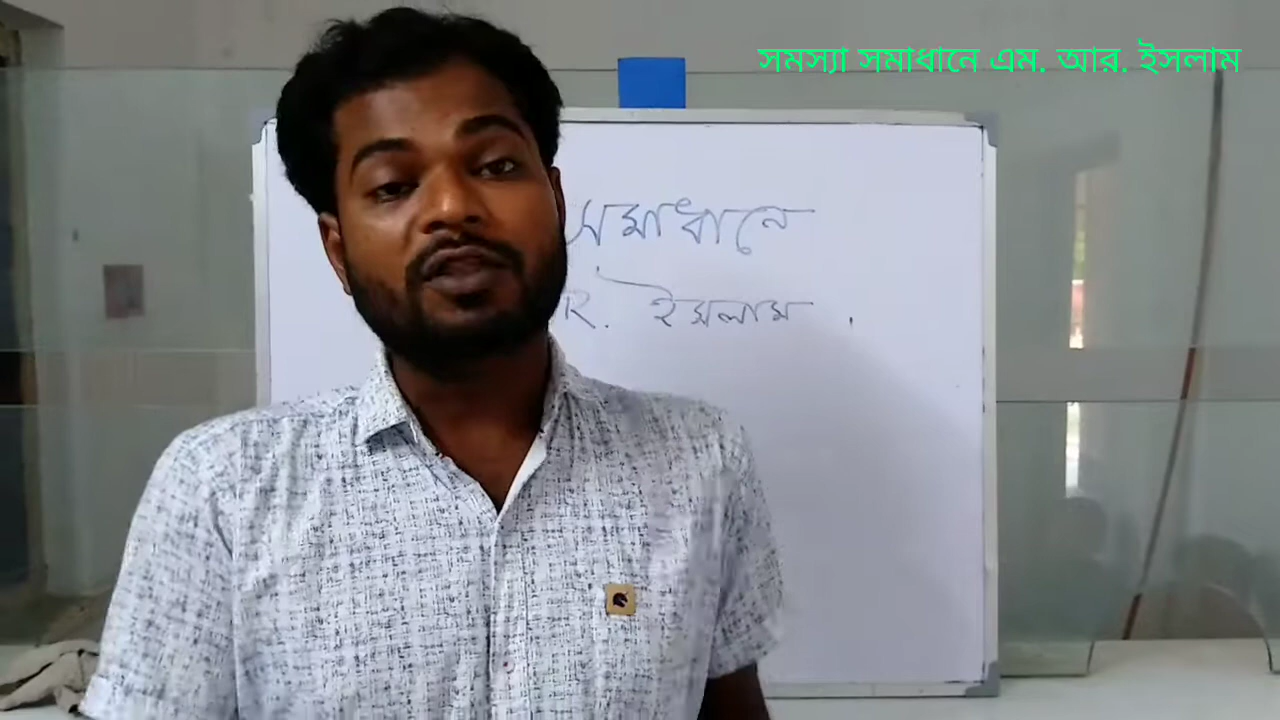 সমস্যা সমাধানে এম. আর. ইসলাম
সমাধানে
R. ইসলাম .